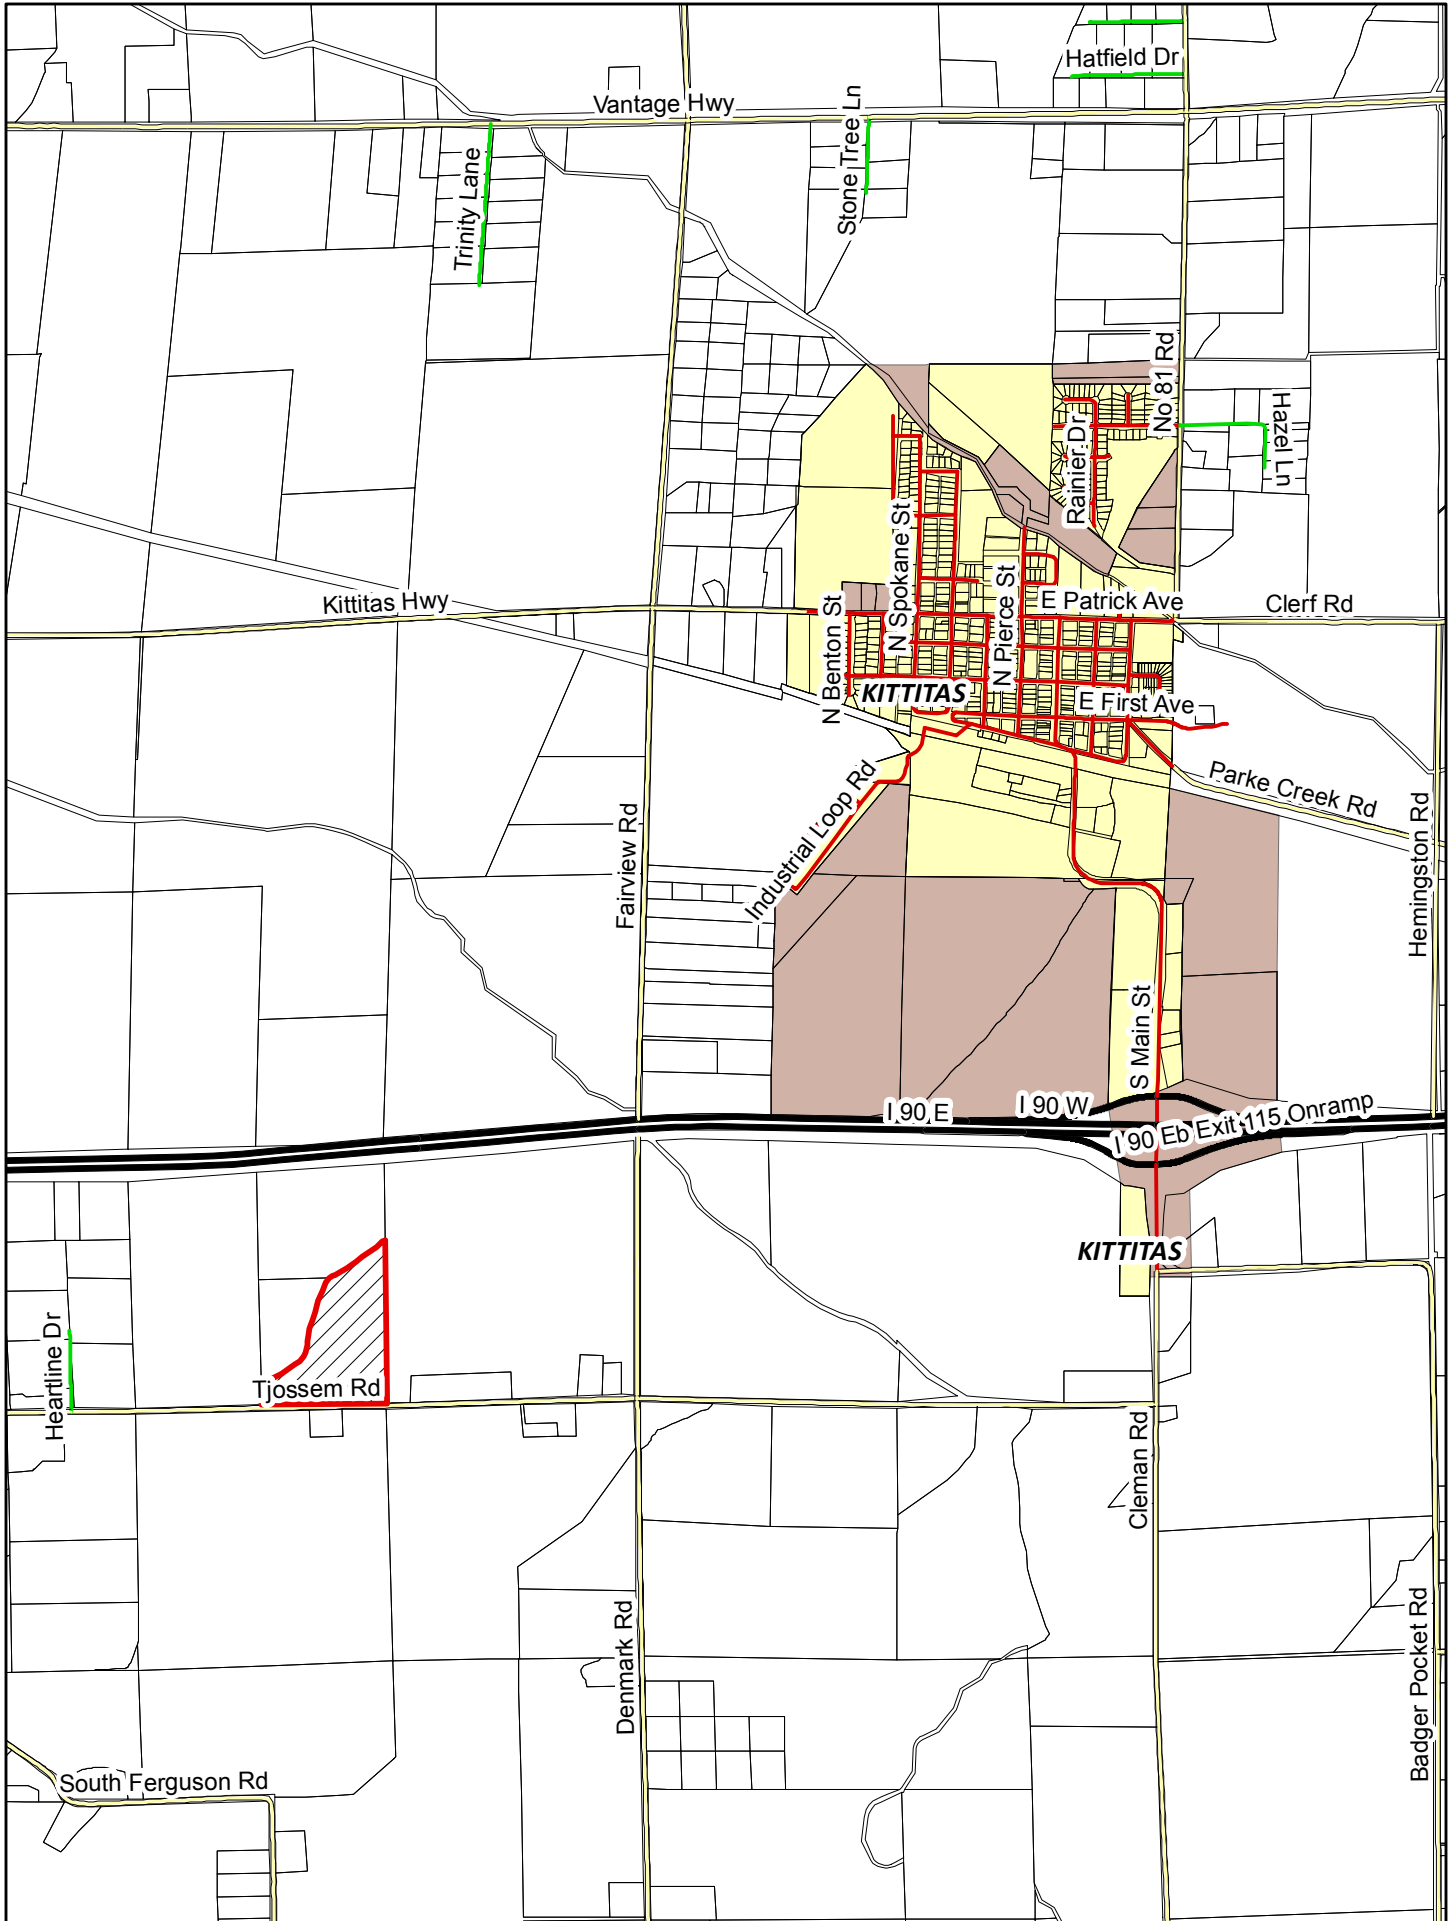 Hatfield Dr
Vantage Hwy
Stone Tree Ln
Trinity Lane
No 81 Rd
Hazel Ln
Rainier Dr
N Spokane St
N Pierce St
Kittitas Hwy
E Patrick Ave
Clerf Rd
N Benton St
KITTITAS
E First Ave
Industrial Loop Rd
Parke Creek Rd
Fairview Rd
Hemingston Rd
S Main St
I 90 E
I 90 W
I 90 Eb Exit 115 Onramp
KITTITAS
Heartline Dr
Tjossem Rd
Cleman Rd
Denmark Rd
Badger Pocket Rd
South Ferguson Rd